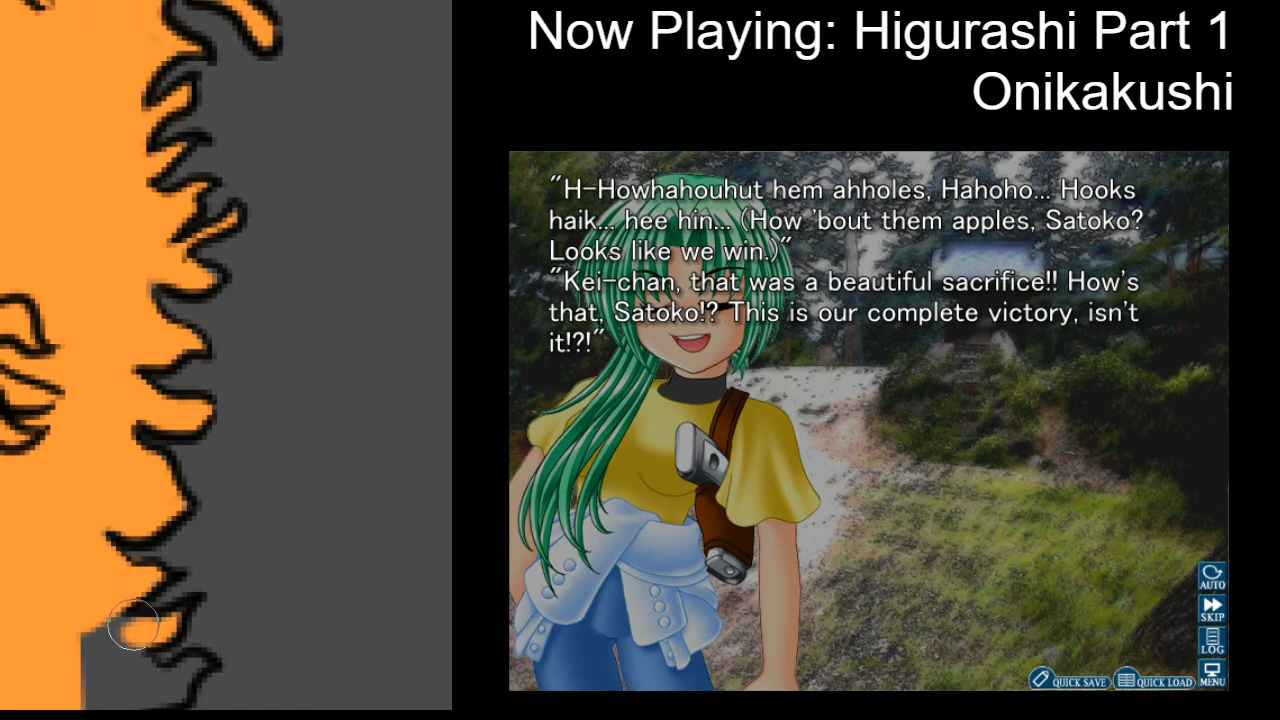 Now Playing: Higurashi Part 1
Onikakushi
"H-Howhahouhut hem ahholes, Hahoho... Hooks
haik... hee hin... (How 'bout them apples, Satoko?
Looks like we win.)"
"Kei-chan, that was a beautiful sacrifice!! How's
that, Satoko!? This is our complete victory, isn't
it!?!"
AUTO
SKIP
LOG
MENU
QUICK SAVE
QUICK LOAD